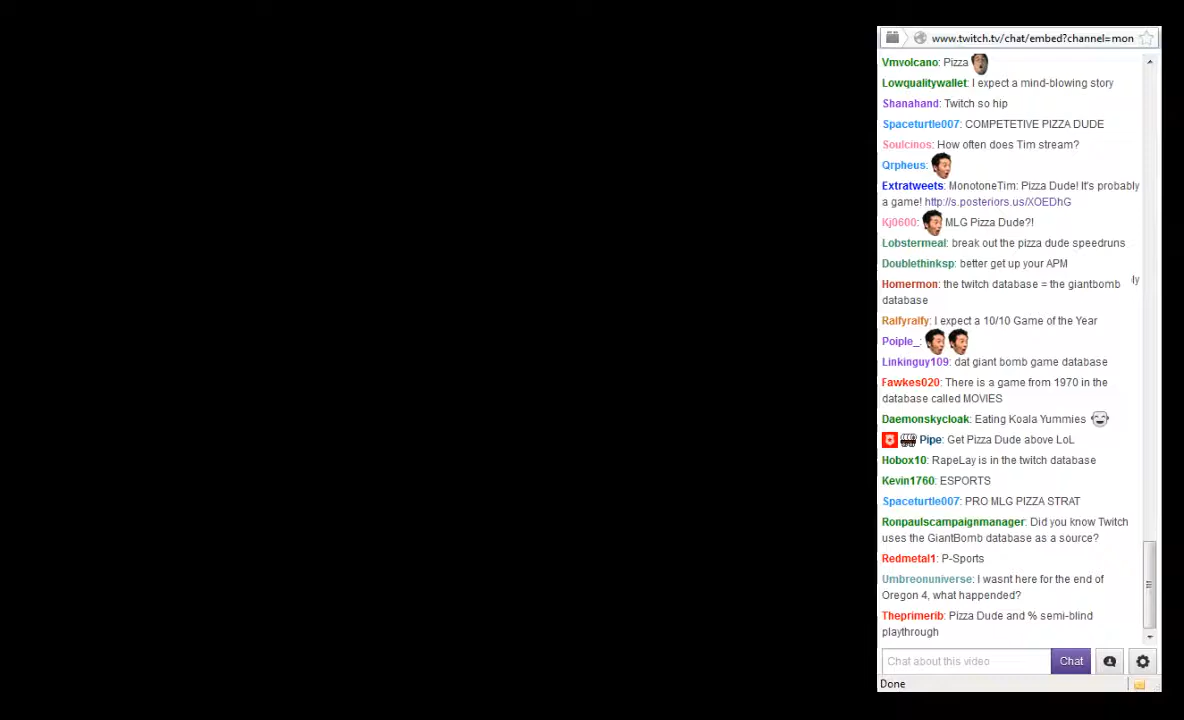 www.twitch.tv/chat/embed?channel=mon
Vmvolcano: Pizza
Lowqualitywallet: I expect a mind-blowing story
Shanahand: Twitch so hip
Spaceturtle007: COMPETETIVE PIZZA DUDE
Soulcinos: How often does Tim stream?
Qrpheus:
Extratweets: MonotoneTim: Pizza Dude! It's probably
a game! http://s.posteriors.us/XOEDhG
Kj0600: MLG Pizza Dude?!
Lobstermeal: break out the pizza dude speedruns
Doublethinksp: better get up your APM
Homermon: the twitch database = the giantbomb
database
Ralfyralfy: I expect a 10/10 Game of the Year
Poiple_:
Linkinguy109: dat giant bomb game database
Fawkes020: There is a game from 1970 in the
database called MOVIES
Daemonskycloak: Eating Koala Yummies
Pipe: Get Pizza Dude above LoL
Hobox10: RapeLay is in the twitch database
Kevin1760: ESPORTS
Spaceturtle007: PRO MLG PIZZA STRAT
Ronpaulscampaignmanager: Did you know Twitch
uses the GiantBomb database as a source?
Redmetal1: P-Sports
Umbreonuniverse: I wasnt here for the end of
Oregon 4, what happened?
Theprimerib: Pizza Dude and % semi-blind
playthrough
Chat about this video Chat
Done